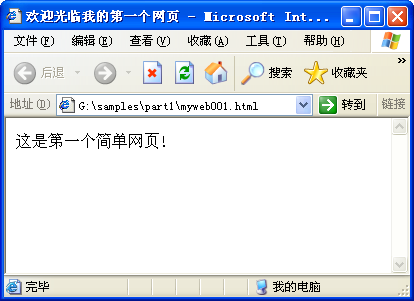 欢迎光临我的第一个网页 - Microsoft Int...
文件(F) 编辑(E) 查看(V) 收藏(A) 工具(T) 帮助(H)
后退 搜索 收藏夹 »
地址(D) G:\samples\part1\myweb001.html 转到 链接
这是第一个简单网页!
完毕 我的电脑